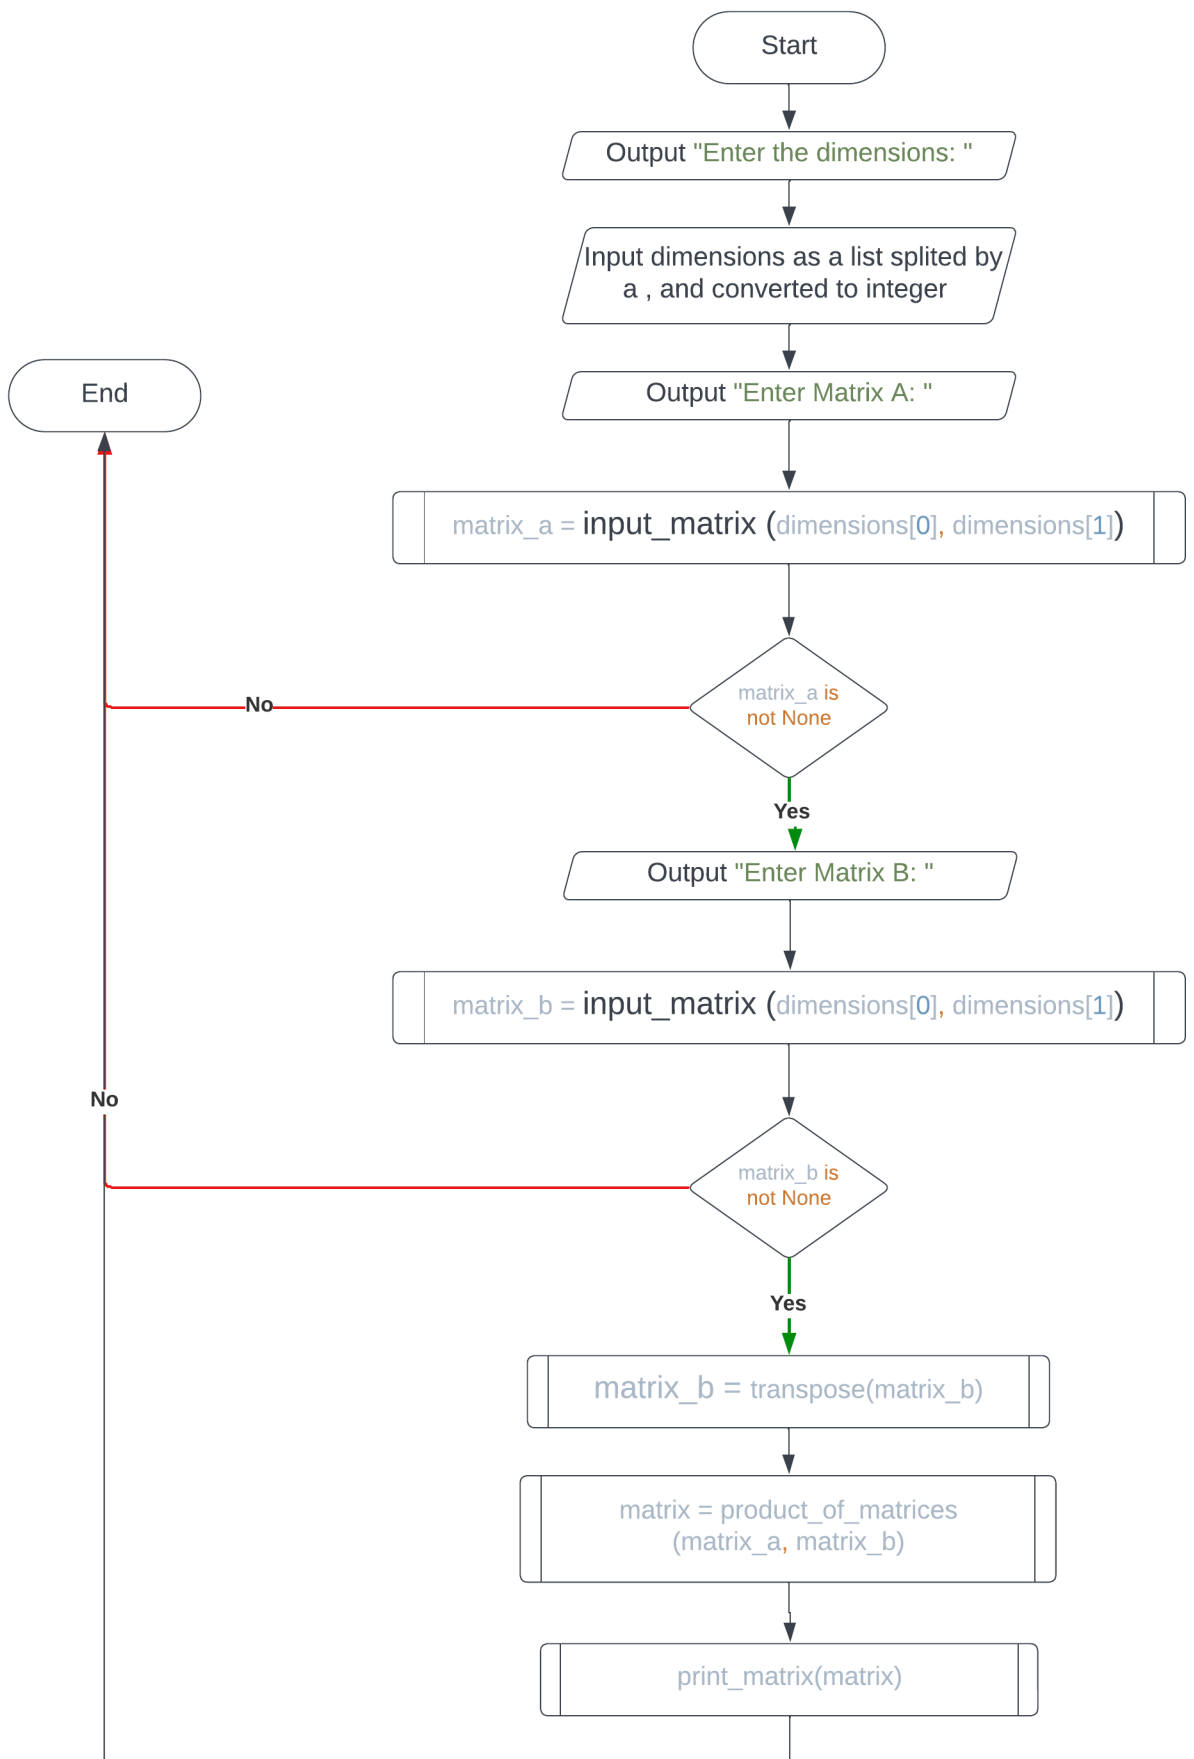 Start
Output "Enter the dimensions: "
Input dimensions as a list splited by
a , and converted to integer
End
Output "Enter Matrix A: "
matrix_a = input_matrix (dimensions[0], dimensions[1])
matrix_a is
not None
No
Yes
Output "Enter Matrix B: "
matrix_b = input_matrix (dimensions[0], dimensions[1])
No
matrix_b is
not None
Yes
matrix_b = transpose(matrix_b)
matrix = product_of_matrices
(matrix_a, matrix_b)
print_matrix(matrix)